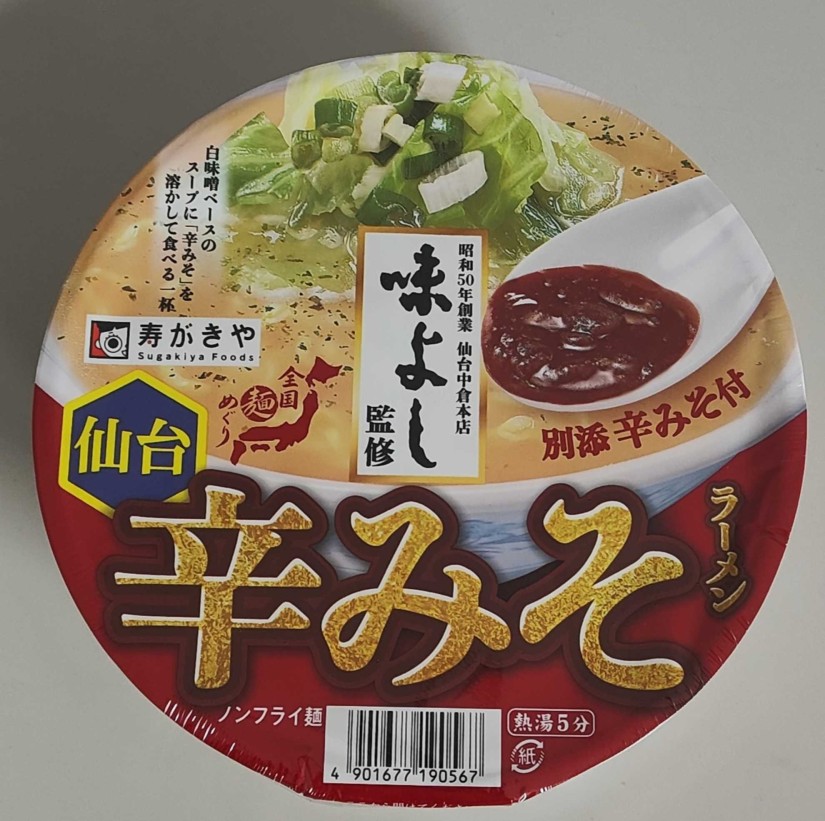 白味噌ベースの
スープに「辛みそ」を
溶かして食べる一杯
寿がきや
Sugakiya Foods
全国
麺
めぐり
昭和50年創業 仙台中倉本店
味よし
監修
別添 辛みそ付
仙台
辛みそ
ラーメン
ノンフライ麺
熱湯5分
紙
4 901677 190567